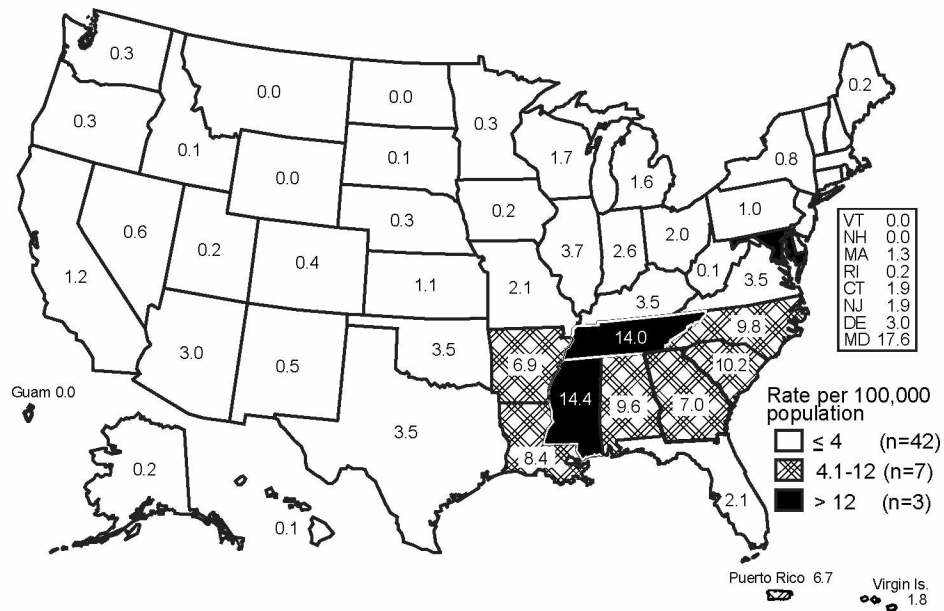 0.3
0.0
0.0
0.3
0.2
0.3
0.1
0.0
0.1
1.7
1.6
0.8
0.6
0.2
0.4
0.3
0.2
3.7
2.6
2.0
1.0
1.2
1.1
2.1
3.5
0.1
3.5
3.0
0.5
3.5
6.9
14.0
9.8
10.2
3.5
8.4
14.4
9.6
7.0
2.1
VT 0.0
NH 0.0
MA 1.3
RI 0.2
CT 1.9
NJ 1.9
DE 3.0
MD 17.6
Guam 0.0
0.2
0.1
Rate per 100,000
population
≤ 4 (n=42)
4.1-12 (n=7)
> 12 (n=3)
Puerto Rico 6.7
Virgin Is.
1.8